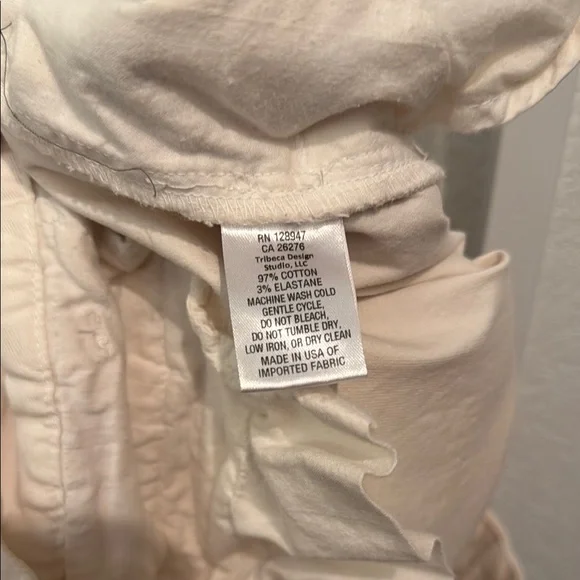 RN 128947
CA 26276
Tribeca Design
Studio, LLC
97% COTTON
3% ELASTANE
MACHINE WASH COLD
GENTLE CYCLE,
DO NOT BLEACH,
DO NOT TUMBLE DRY,
LOW IRON, OR DRY CLEAN
MADE IN USA OF
IMPORTED FABRIC